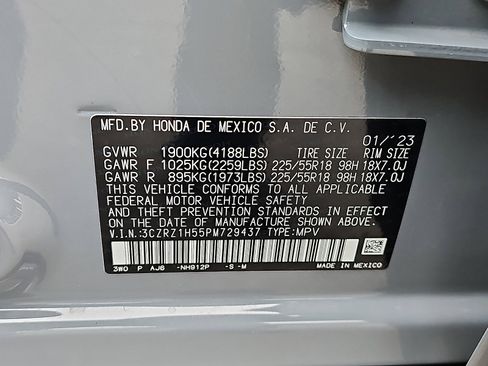 MFD.BY HONDA DE MEXICO S.A. DE C.V.
01/'23
GVWR 1900KG(4188LBS) TIRE SIZE RIM SIZE
GAWR F 1025KG(2259LBS) 225/55R18 98H 18X7.0J
GAWR R 895KG(1973LBS) 225/55R18 98H 18X7.0J
THIS VEHICLE CONFORMS TO ALL APPLICABLE
FEDERAL MOTOR VEHICLE SAFETY
AND THEFT PREVENTION STANDARDS IN EFFECT
ON THE DATE OF MANUFACTURE SHOWN ABOVE.
V.I.N:3CZRZ1H55PM729437 TYPE:MPV
3W0 P AJ6 -NH912P -S -M MADE IN MEXICO